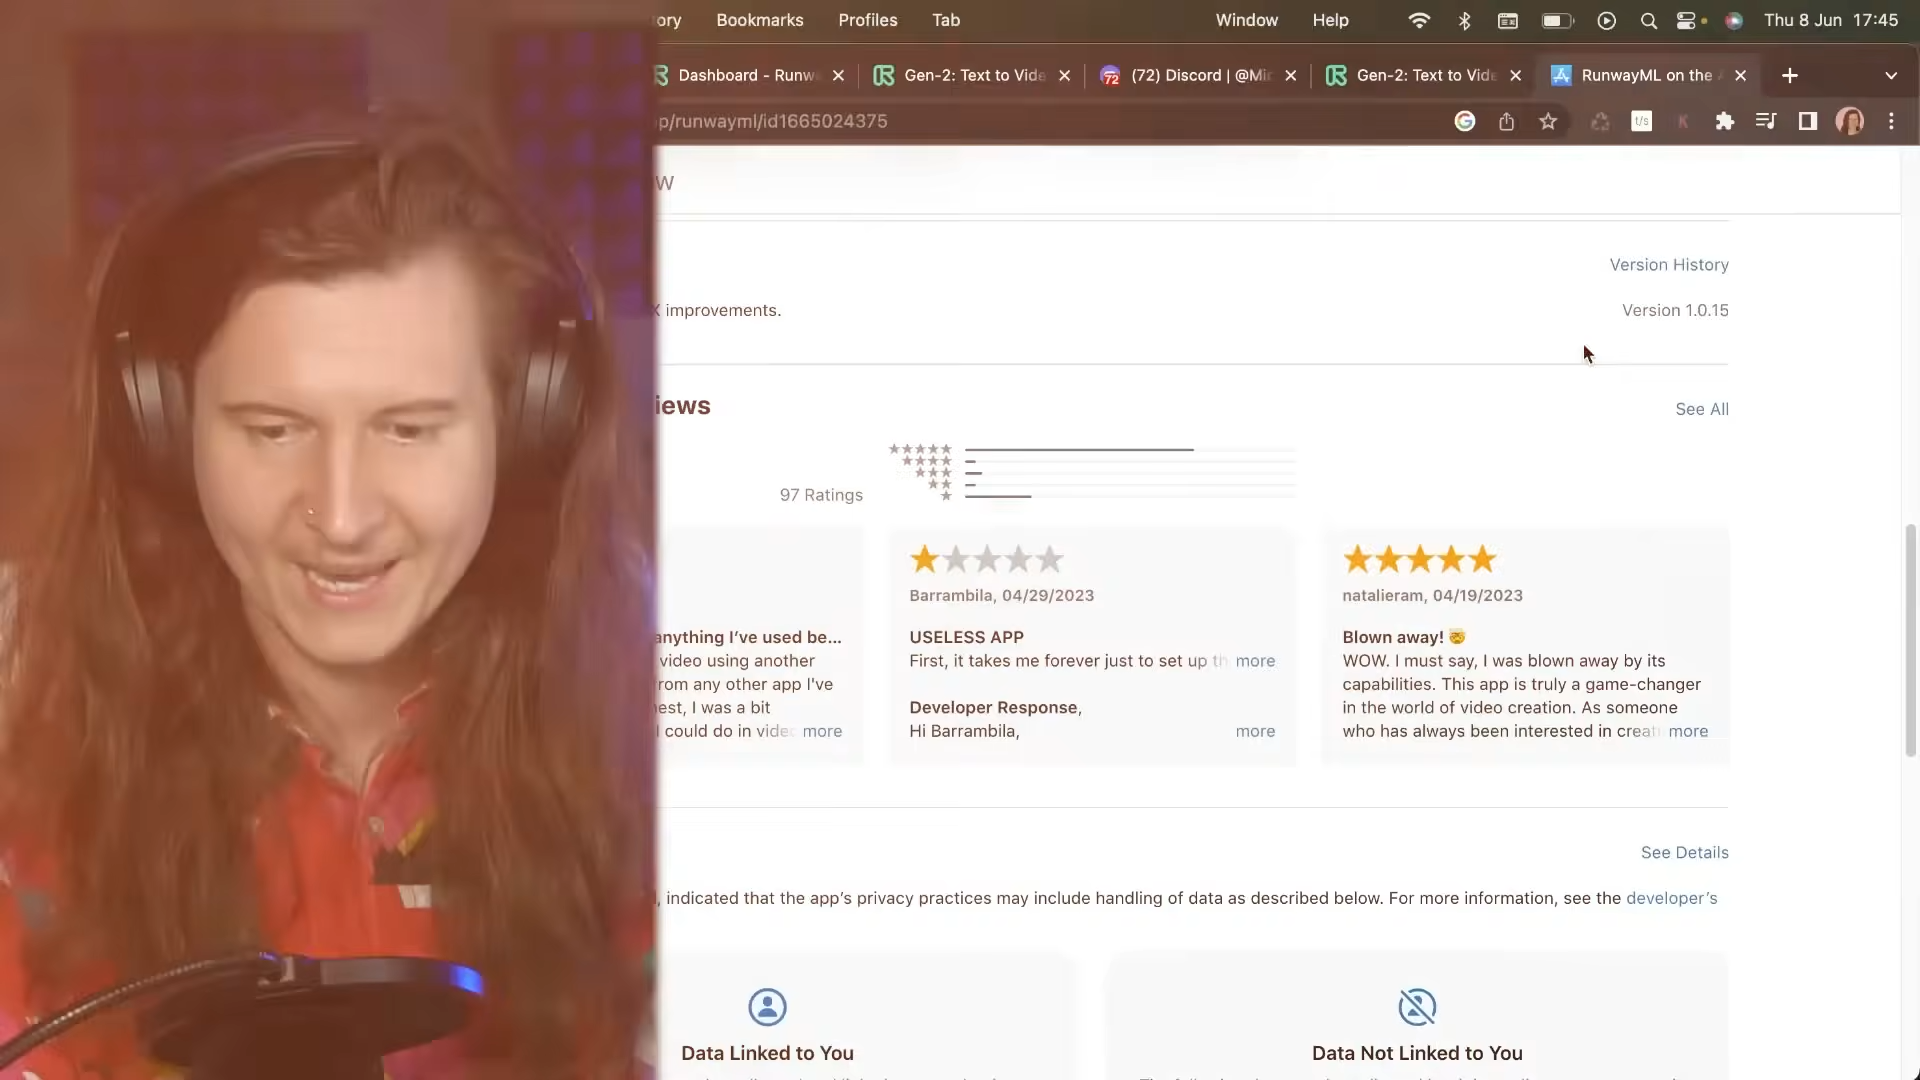 ory Bookmarks Profiles Tab Window Help Thu 8 Jun 17:45
Dashboard - Runw Gen-2: Text to Vide 72 (72) Discord | @Mi Gen-2: Text to Vide RunwayML on the
p/runwayml/id1665024375 t/s K
w
Version History
X improvements. Version 1.0.15
iews See All
97 Ratings
Barrambila, 04/29/2023
USELESS APP
First, it takes me forever just to set up th more
Developer Response,
Hi Barrambila, more
natalieram, 04/19/2023
Blown away! 🤯
WOW. I must say, I was blown away by its
capabilities. This app is truly a game-changer
in the world of video creation. As someone
who has always been interested in creat more
anything I've used be...
video using another
from any other app I've
nest, I was a bit
I could do in vide more
See Details
, indicated that the app's privacy practices may include handling of data as described below. For more information, see the developer's
Data Linked to You
Data Not Linked to You